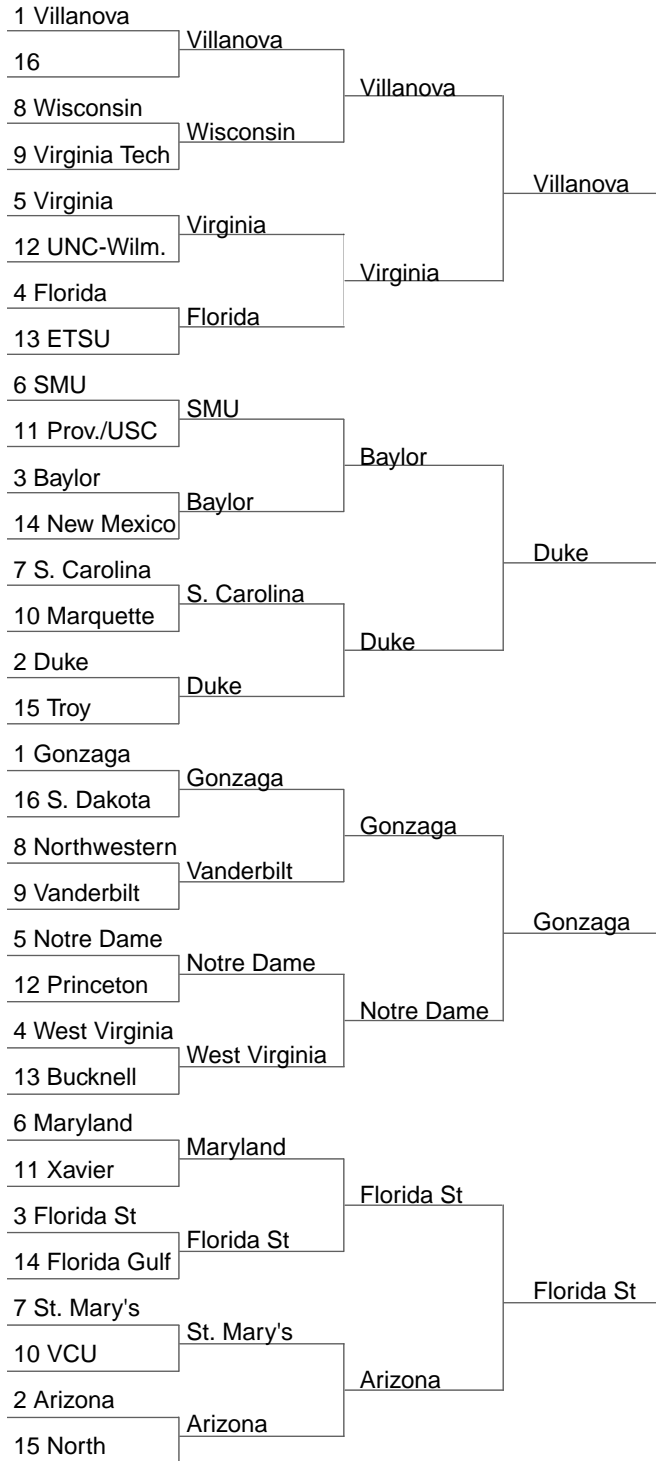 1 Villanova
Villanova
16
Villanova
8 Wisconsin
Wisconsin
9 Virginia Tech
Villanova
5 Virginia
Virginia
12 UNC-Wilm.
Virginia
4 Florida
Florida
13 ETSU
6 SMU
SMU
11 Prov./USC
Baylor
3 Baylor
Baylor
14 New Mexico
Duke
7 S. Carolina
S. Carolina
10 Marquette
Duke
2 Duke
Duke
15 Troy
1 Gonzaga
Gonzaga
16 S. Dakota
Gonzaga
8 Northwestern
Vanderbilt
9 Vanderbilt
Gonzaga
5 Notre Dame
Notre Dame
12 Princeton
Notre Dame
4 West Virginia
West Virginia
13 Bucknell
6 Maryland
Maryland
11 Xavier
Florida St
3 Florida St
Florida St
14 Florida Gulf
Florida St
7 St. Mary's
St. Mary's
10 VCU
Arizona
2 Arizona
Arizona
15 North